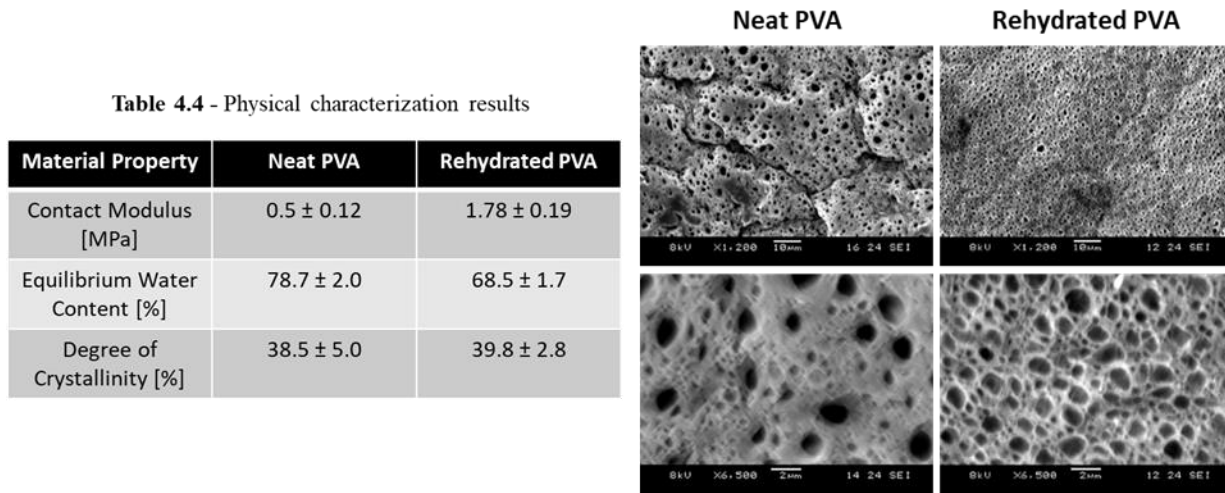 Table 4.4 - Physical characterization results
Material Property Neat PVA Rehydrated PVA
Contact Modulus
[MPa] 0.5 ± 0.12 1.78 ± 0.19
Equilibrium Water
Content [%] 78.7 ± 2.0 68.5 ± 1.7
Degree of
Crystallinity [%] 38.5 ± 5.0 39.8 ± 2.8
Neat PVA Rehydrated PVA
8kV X1,200 10μm 16 24 SEI
8kV X1,200 10μm 12 24 SEI
8kV X6,500 2μm 14 24 SEI
8kV X6,500 2μm 12 24 SEI